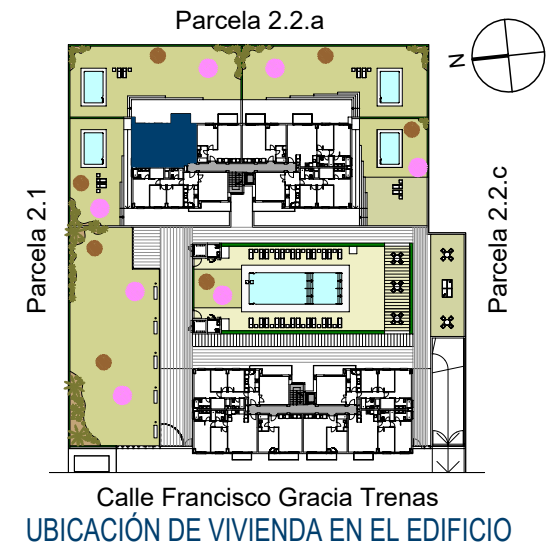 Parcela 2.2.a
N
Parcela 2.1
Parcela 2.2.c
Calle Francisco Gracia Trenas
UBICACIÓN DE VIVIENDA EN EL EDIFICIO